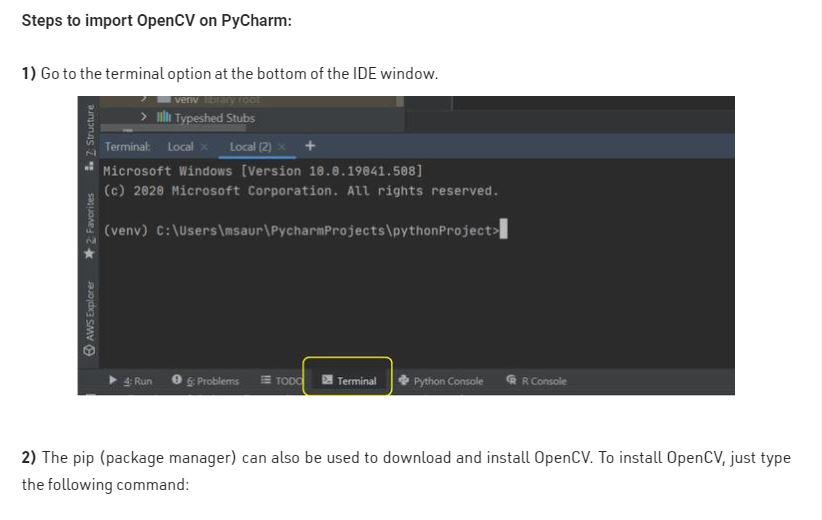 Steps to import OpenCV on PyCharm:
1) Go to the terminal option at the bottom of the IDE window.
venv library root
Typeshed Stubs
Z: Structure
Terminal: Local × Local (2) × +
Microsoft Windows [Version 10.0.19041.508]
(c) 2020 Microsoft Corporation. All rights reserved.
2: Favorites
(venv) C:\Users\msaur\PycharmProjects\pythonProject>
AWS Explorer
4: Run 6: Problems TODO Terminal Python Console R Console
2) The pip (package manager) can also be used to download and install OpenCV. To install OpenCV, just type
the following command: